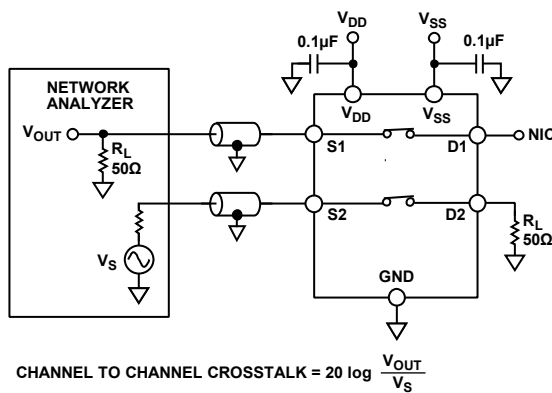 V_DD V_SS
0.1µF 0.1µF
NETWORK
ANALYZER
V_DD V_SS
V_OUT S1 D1 NIC
R_L
50Ω
S2 D2
V_S
R_L
50Ω
GND
CHANNEL TO CHANNEL CROSSTALK = 20 log V_OUT / V_S